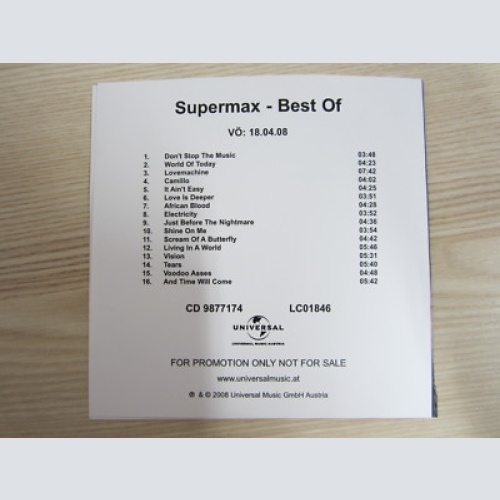 Supermax - Best Of
VÖ: 18.04.08
1. Don't Stop The Music 03:48
2. World Of Today 04:23
3. Lovemachine 07:42
4. Camillo 04:02
5. It Ain't Easy 04:25
6. Love Is Deeper 03:51
7. African Blood 04:28
8. Electricity 03:52
9. Just Before The Nightmare 04:36
10. Shine On Me 03:54
11. Scream Of A Butterfly 04:42
12. Living In A World 05:46
13. Vision 05:31
14. Tears 05:40
15. Voodoo Asses 04:48
16. And Time Will Come 05:42
CD 9877174 LC01846
UNIVERSAL
UNIVERSAL MUSIC AUSTRIA
FOR PROMOTION ONLY NOT FOR SALE
www.universalmusic.at
℗ & © 2008 Universal Music GmbH Austria